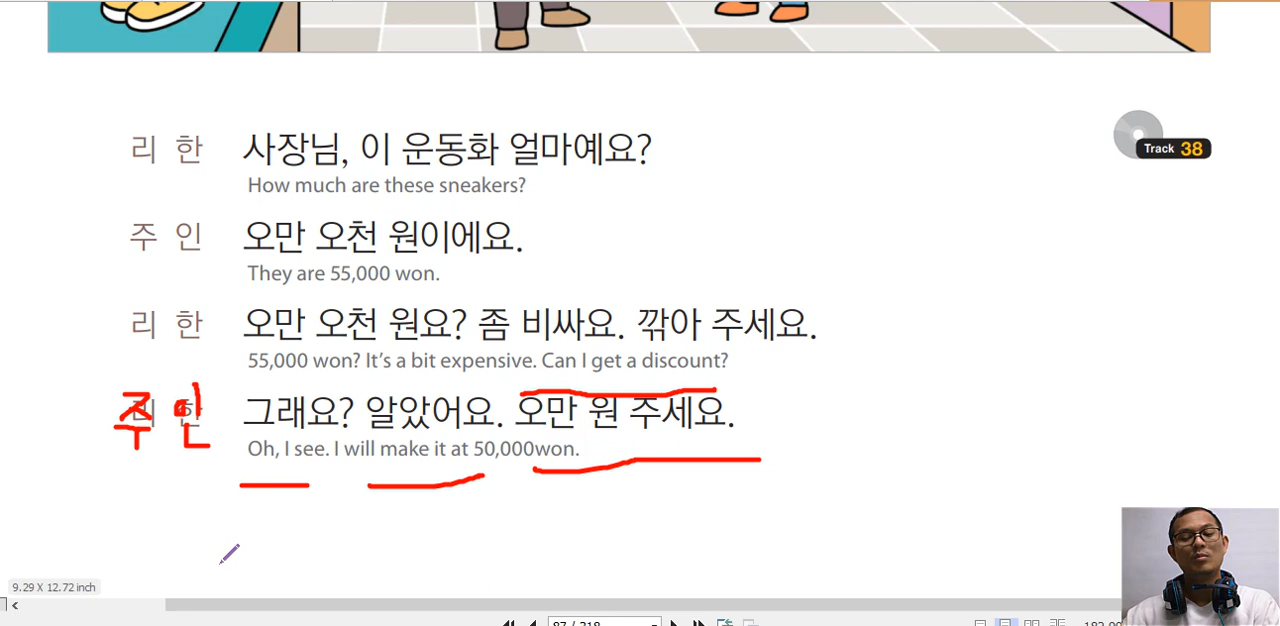 리 한 사장님, 이 운동화 얼마예요?
How much are these sneakers?
Track 38
주 인 오만 오천 원이에요.
They are 55,000 won.
리 한 오만 오천 원요? 좀 비싸요. 깎아 주세요.
55,000 won? It's a bit expensive. Can I get a discount?
주인 그래요? 알았어요. 오만 원 주세요.
Oh, I see. I will make it at 50,000won.
9.29 X 12.72 inch